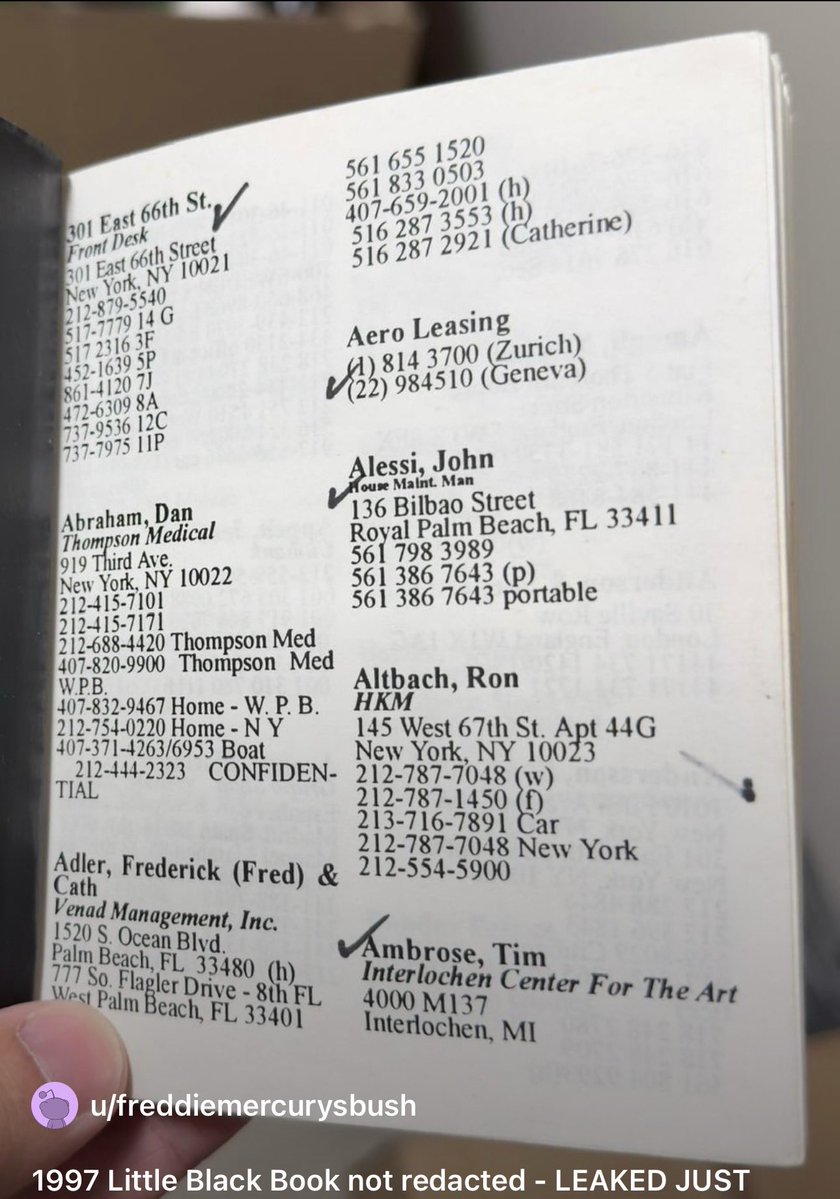 301 East 66th St.
Front Desk
301 East 66th Street
New York, NY 10021
212-879-5540
517-7779 14 G
517 2316 3F
452-1639 5P
861-4120 7J
472-6309 8A
737-9536 12C
737-7975 11P
Abraham, Dan
Thompson Medical
919 Third Ave.
New York, NY 10022
212-415-7101
212-415-7171
212-688-4420 Thompson Med
407-820-9900 Thompson Med
W.P.B.
407-832-9467 Home - W. P. B.
212-754-0220 Home - N Y
407-371-4263/6953 Boat
212-444-2323 CONFIDEN-
TIAL
Adler, Frederick (Fred) &
Cath
Venad Management, Inc.
1520 S. Ocean Blvd.
Palm Beach, FL 33480 (h)
777 So. Flagler Drive - 8th FL
West Palm Beach, FL 33401
561 655 1520
561 833 0503
407-659-2001 (h)
516 287 3553 (h)
516 287 2921 (Catherine)
Aero Leasing
(1) 814 3700 (Zurich)
(22) 984510 (Geneva)
Alessi, John
House Maint. Man
136 Bilbao Street
Royal Palm Beach, FL 33411
561 798 3989
561 386 7643 (p)
561 386 7643 portable
Altbach, Ron
HKM
145 West 67th St. Apt 44G
New York, NY 10023
212-787-7048 (w)
212-787-1450 (f)
213-716-7891 Car
212-787-7048 New York
212-554-5900
Ambrose, Tim
Interlochen Center For The Art
4000 M137
Interlochen, MI
u/freddiemercurysbush
1997 Little Black Book not redacted - LEAKED JUST